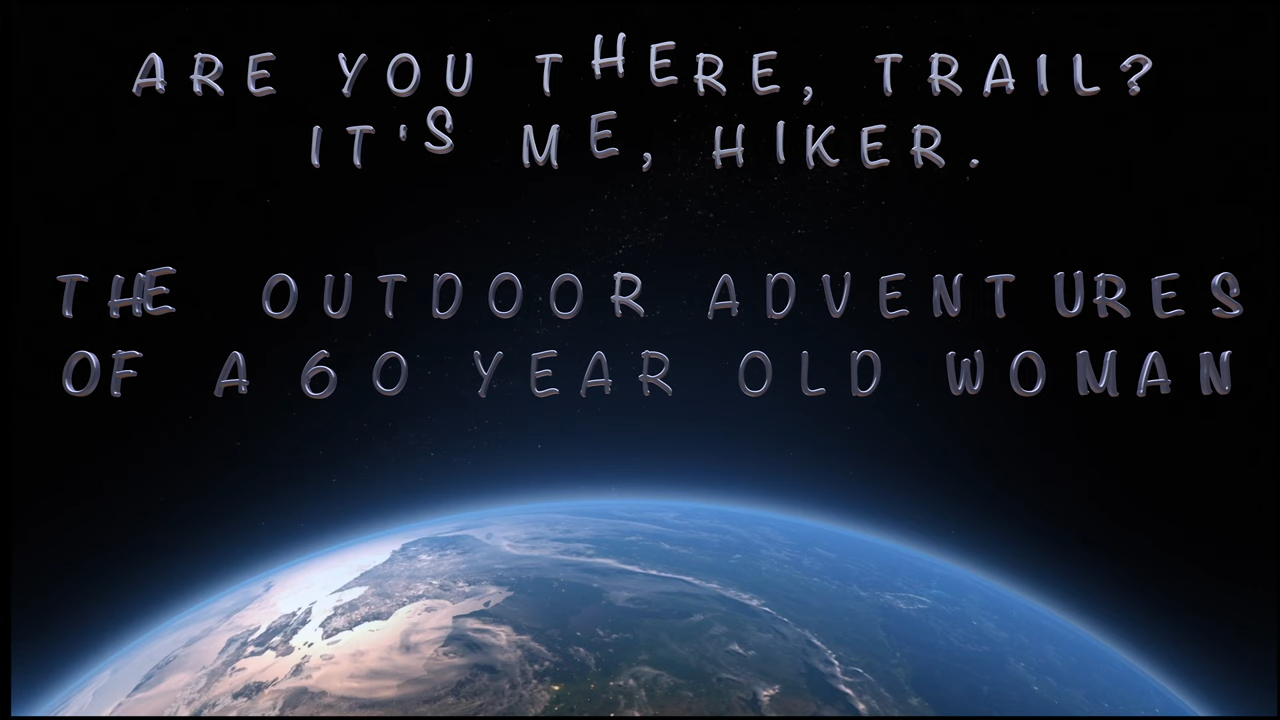 ARE YOU THERE, TRAIL?
IT'S ME, HIKER.
THE OUTDOOR ADVENTURES
OF A 60 YEAR OLD WOMAN